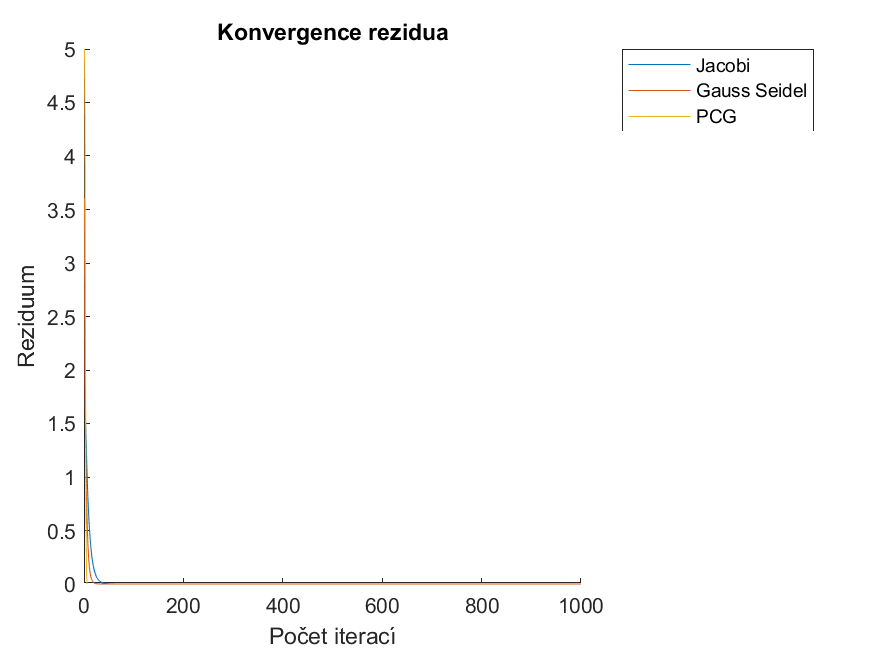 Konvergence rezidua
Jacobi
Gauss Seidel
PCG
5
4.5
4
3.5
3
2.5
2
1.5
1
0.5
0
Reziduum
0 200 400 600 800 1000
Počet iterací